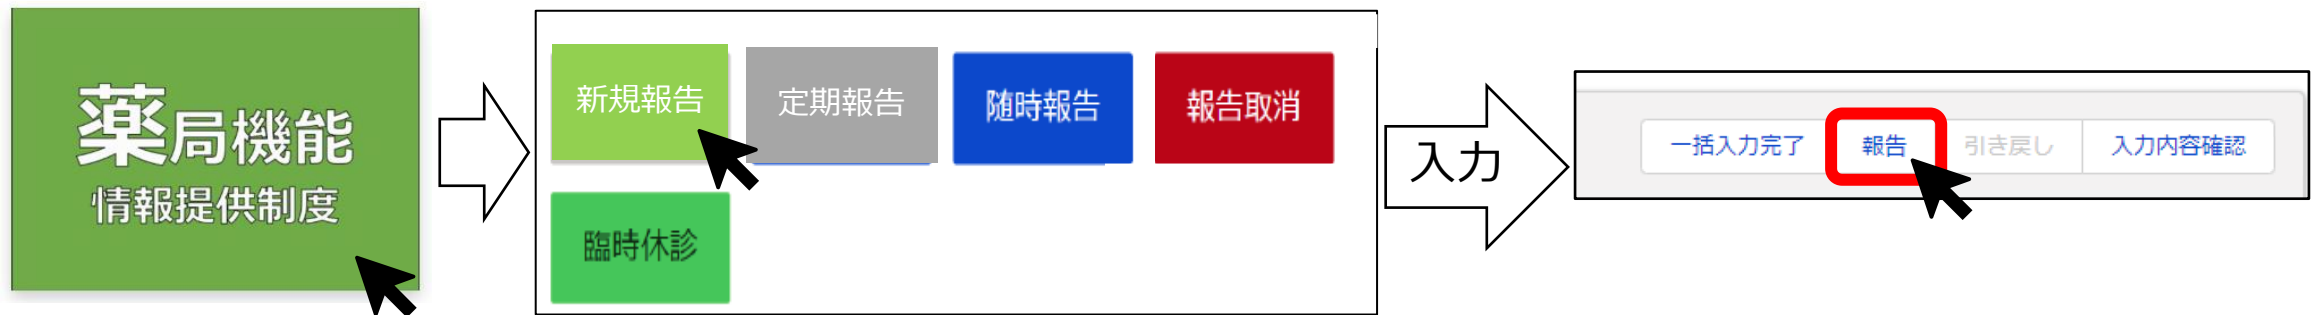 薬局機能
情報提供制度
新規報告
定期報告
随時報告
報告取消
臨時休診
入力
一括入力完了
報告
引き戻し
入力内容確認